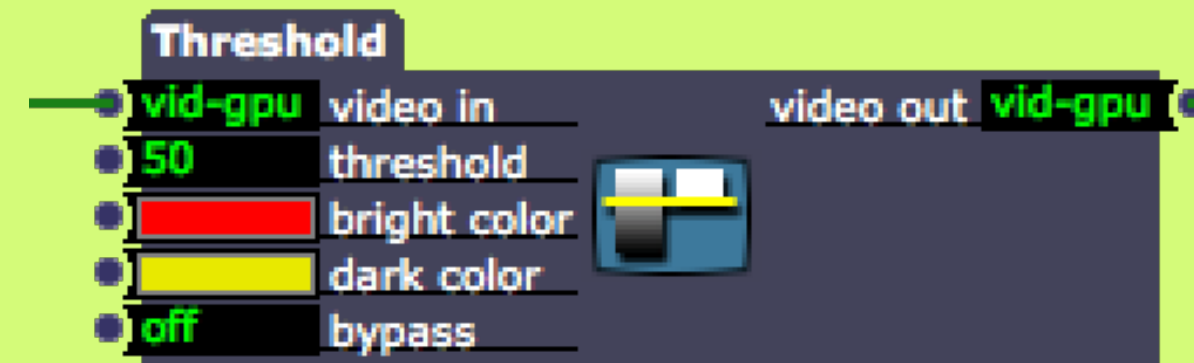 Threshold
vid-gpu video in video out vid-gpu
50 threshold
bright color
dark color
off bypass